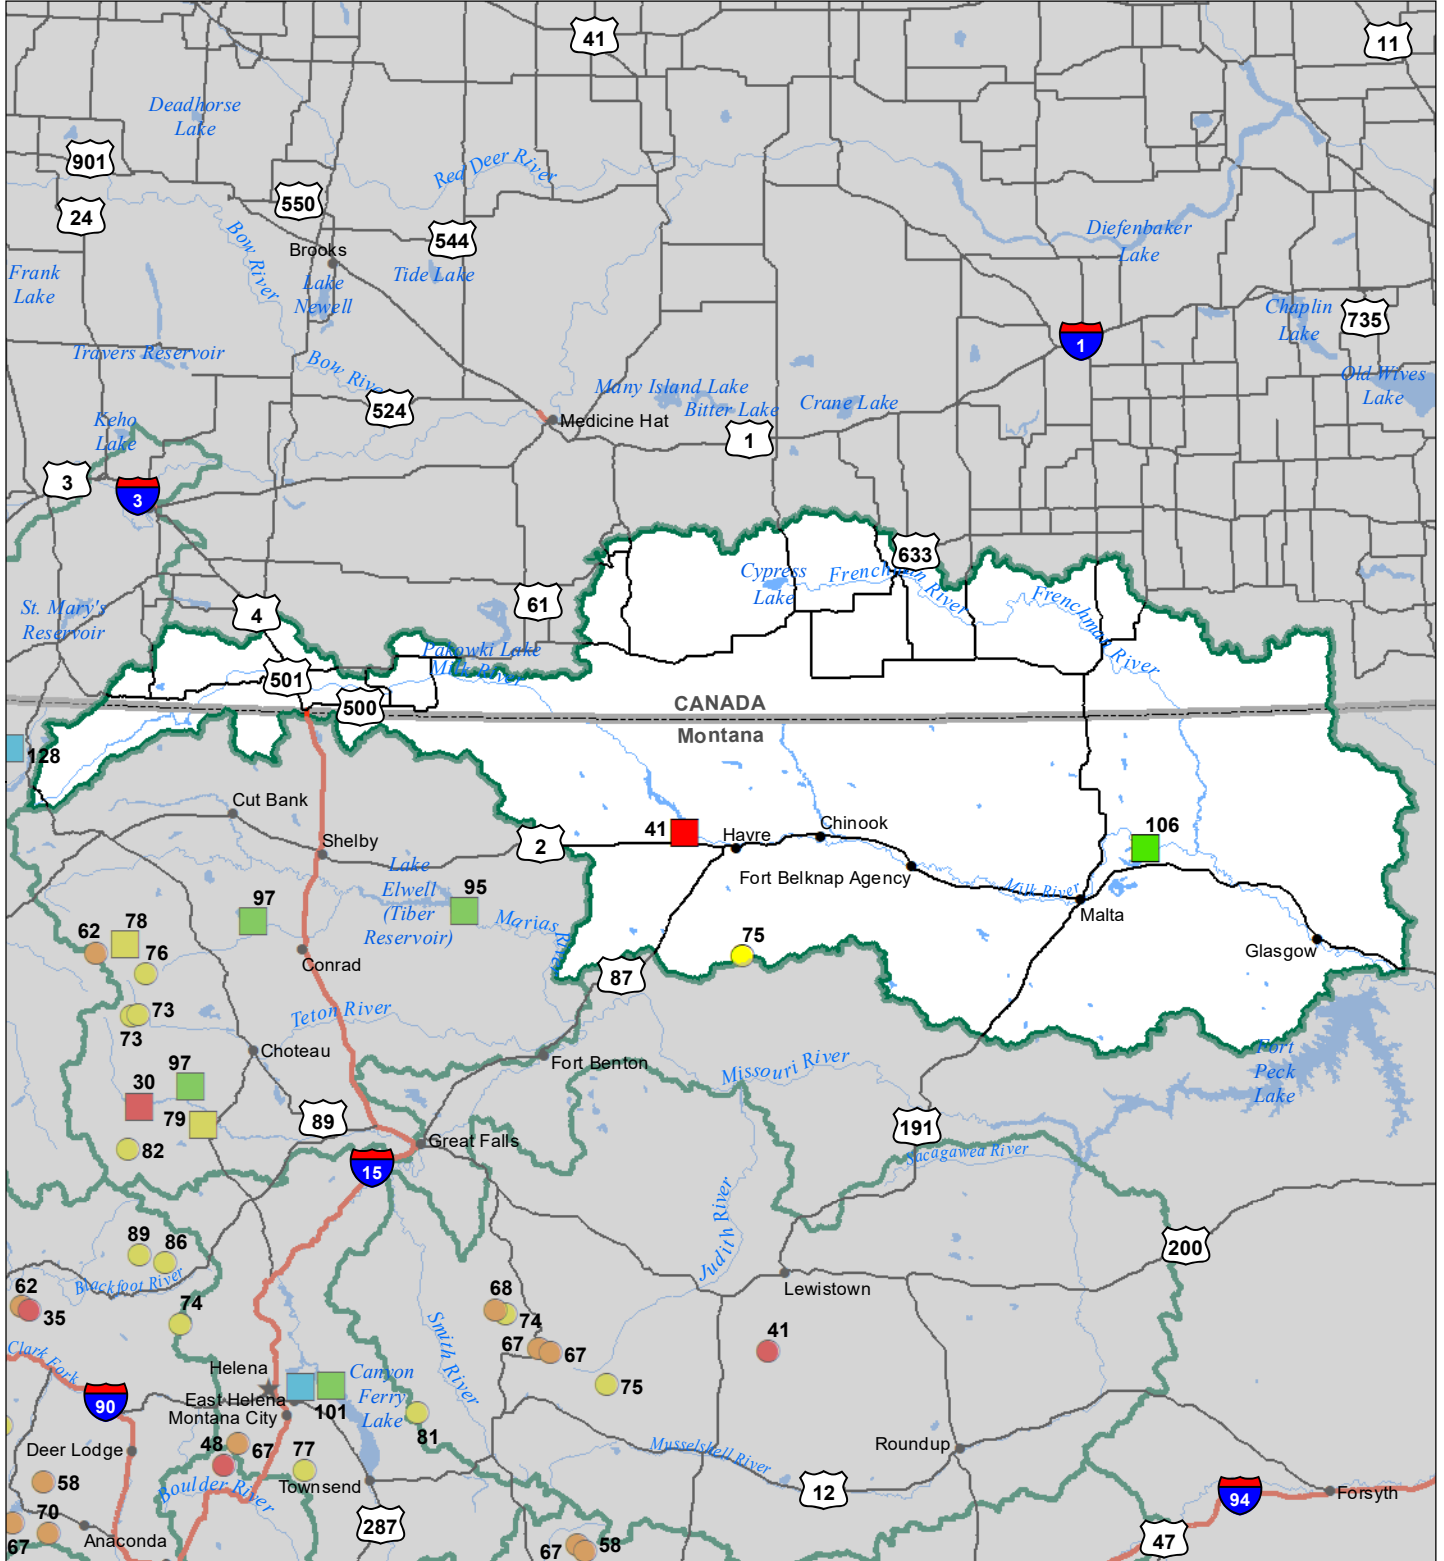 41
11
Deadhorse
Lake
901
Red Deer River
550
24
Bow River
544
Brooks
Diefenbaker
Lake
Frank
Lake
Lake
Newell
Tide Lake
Chaplin
Lake
735
1
Travers Reservoir
Bow River
Many Island Lake
Old Wives
Lake
524
Bitter Lake
Crane Lake
Keho
Lake
Medicine Hat
1
3
3
633
Cypress
Lake
Frenchman River
Frenchman River
61
4
St. Mary's
Reservoir
Pakowki Lake
Milk River
501
500
CANADA
Montana
128
Cut Bank
Shelby
2
41
Havre
Chinook
106
Lake
Elwell
(Tiber
Reservoir)
Fort Belknap Agency
Milk River
Malta
97
95
Marias River
62
78
76
75
Glasgow
Conrad
87
73
73
Teton River
Choteau
Fort Benton
Missouri River
Fort
Peck
Lake
97
30
79
89
82
Great Falls
191
Sacagawea River
15
Judith River
89
86
200
Blackfoot River
62
35
74
68
74
Lewistown
Smith River
67
67
41
Clark Fork
Helena
Canyon
Ferry
Lake
75
90
East Helena
101
Montana City
81
Deer Lodge
48
67
77
Roundup
Musselshell River
58
Boulder River
Townsend
12
94
Forsyth
70
67
Anaconda
287
67
58
47